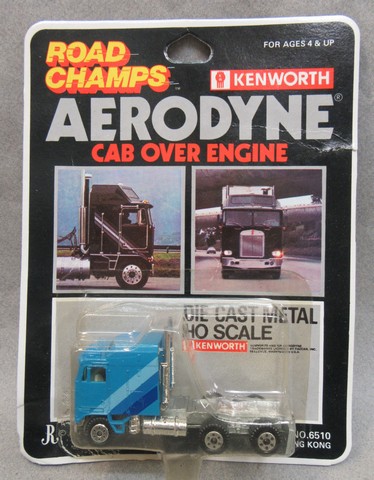 FOR AGES 4 & UP
ROAD
CHAMPS
KENWORTH
AERODYNE®
CAB OVER ENGINE
DIE CAST METAL
HO SCALE
KENWORTH
JR
NO.6510
KONG